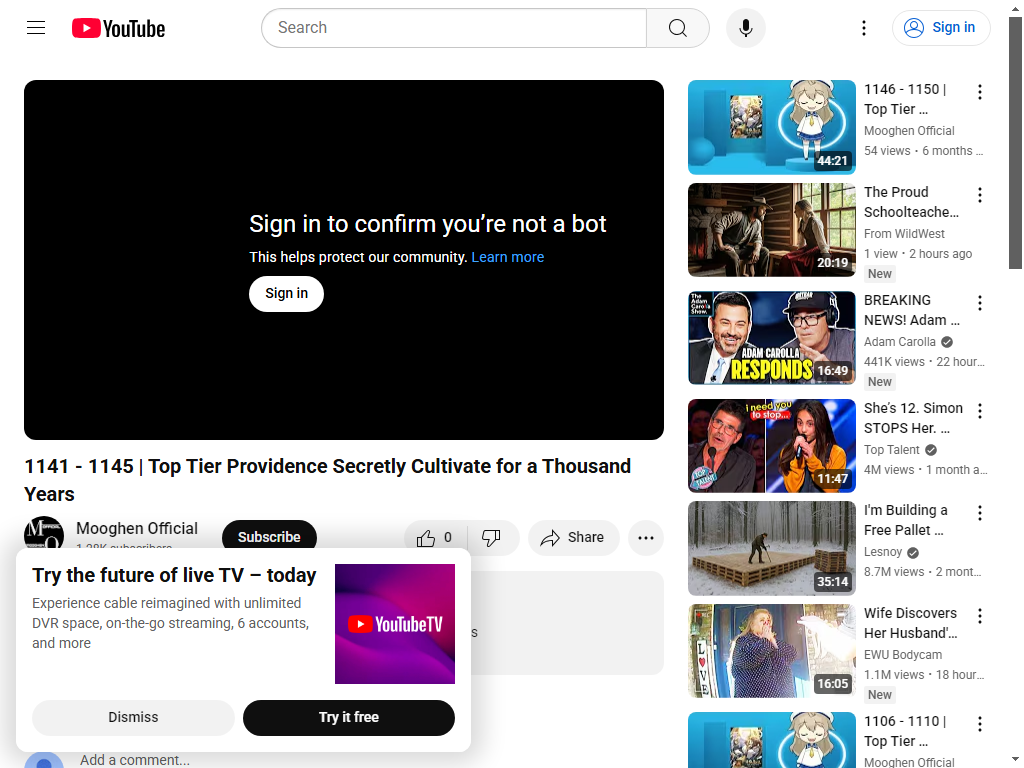 YouTube
Search
Sign in
Sign in to confirm you’re not a bot
This helps protect our community. Learn more
Sign in
1141 - 1145 | Top Tier Providence Secretly Cultivate for a Thousand
Years
Mooghen Official
Subscribe
0
Share
Try the future of live TV – today
Experience cable reimagined with unlimited
DVR space, on-the-go streaming, 6 accounts,
and more
YouTubeTV
Dismiss
Try it free
Add a comment...
1146 - 1150 |
Top Tier ...
Mooghen Official
54 views • 6 months ...
44:21
The Proud
Schoolteache...
From WildWest
1 view • 2 hours ago
New
20:19
The
Adam
Carolla
Show.
ADAM CAROLLA
RESPONDS
16:49
BREAKING
NEWS! Adam ...
Adam Carolla
441K views • 22 hour...
New
i need you
to stop...
TOP
TALENT
11:47
She's 12. Simon
STOPS Her. ...
Top Talent
4M views • 1 month a...
35:14
I'm Building a
Free Pallet ...
Lesnoy
8.7M views • 2 mont...
LOVE
16:05
Wife Discovers
Her Husband'...
EWU Bodycam
1.1M views • 18 hour...
New
1106 - 1110 |
Top Tier ...
Mooghen Official